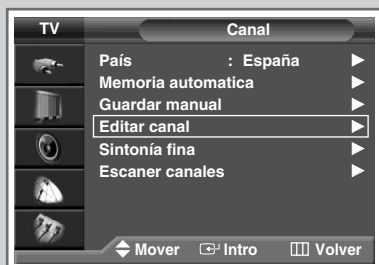 TV Canal
País : España
Memoria automatica
Guardar manual
Editar canal
Sintonía fina
Escaner canales
Mover Intro Volver